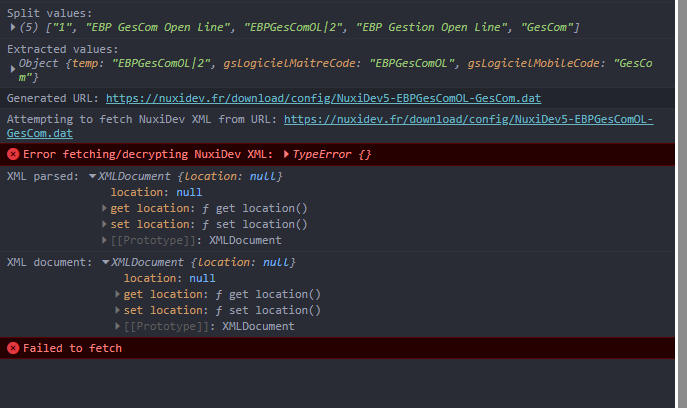 Split values:
(5) ["1", "EBP GesCom Open Line", "EBPGesComOL|2", "EBP Gestion Open Line", "GesCom"]
Extracted values:
Object {temp: "EBPGesComOL|2", gsLogicielMaitreCode: "EBPGesComOL", gsLogicielMobileCode: "GesCo
m"}
Generated URL: https://nuxidev.fr/download/config/NuxiDev5-EBPGesComOL-GesCom.dat
Attempting to fetch NuxiDev XML from URL: https://nuxidev.fr/download/config/NuxiDev5-EBPGesComOL-
GesCom.dat
Error fetching/decrypting NuxiDev XML: TypeError {}
XML parsed: XMLDocument {location: null}
location: null
get location: ƒ get location()
set location: ƒ set location()
[[Prototype]]: XMLDocument
XML document: XMLDocument {location: null}
location: null
get location: ƒ get location()
set location: ƒ set location()
[[Prototype]]: XMLDocument
Failed to fetch